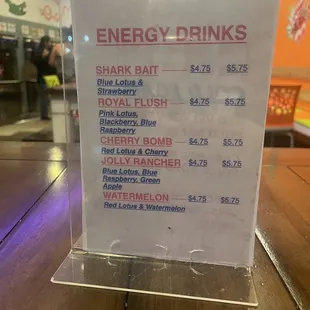 ENERGY DRINKS
SHARK BAIT $4.75 $5.75
Blue Lotus &
Strawberry
ROYAL FLUSH $4.75 $5.75
Pink Lotus,
Blackberry, Blue
Raspberry
CHERRY BOMB $4.75 $5.75
Red Lotus & Cherry
JOLLY RANCHER $4.75 $5.75
Blue Lotus, Blue
Raspberry, Green
Apple
WATERMELON $4.75 $5.75
Red Lotus & Watermelon